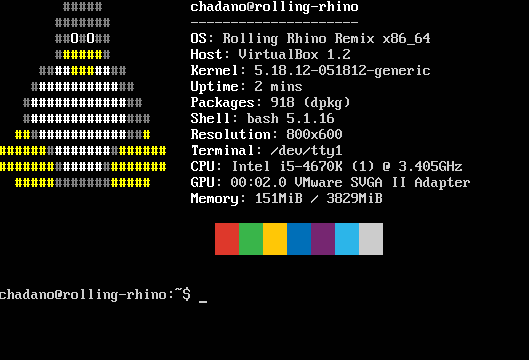 chadano@rolling-rhino
---------------------
OS: Rolling Rhino Remix x86_64
Host: VirtualBox 1.2
Kernel: 5.18.12-051812-generic
Uptime: 2 mins
Packages: 918 (dpkg)
Shell: bash 5.1.16
Resolution: 800x600
Terminal: /dev/tty1
CPU: Intel i5-4670K (1) @ 3.405GHz
GPU: 00:02.0 VMware SVGA II Adapter
Memory: 151MiB / 3829MiB
chadano@rolling-rhino:~$ _